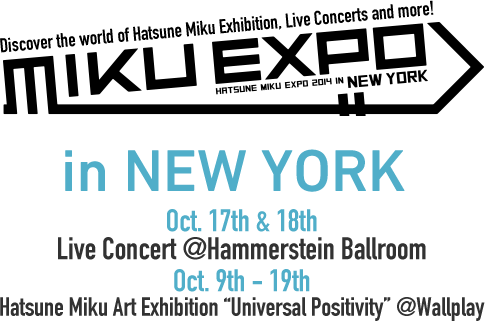 Discover the world of Hatsune Miku Exhibition, Live Concerts and more!
MIKU EXPO
HATSUNE MIKU EXPO 2014 IN NEW YORK
in NEW YORK
Oct. 17th & 18th
Live Concert @Hammerstein Ballroom
Oct. 9th - 19th
Hatsune Miku Art Exhibition “Universal Positivity” @Wallplay